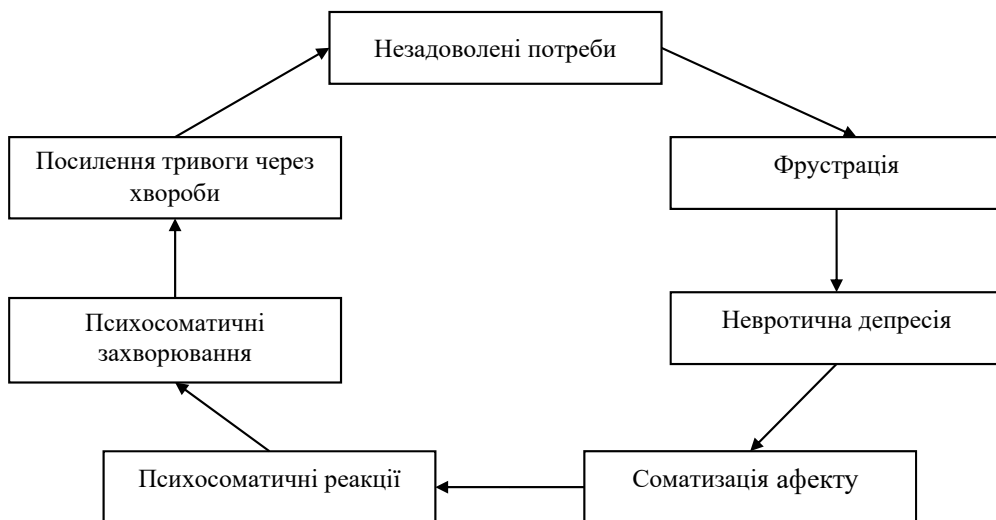 Незадоволені потреби
Фрустрація
Невротична депресія
Соматизація афекту
Психосоматичні реакції
Психосоматичні
захворювання
Посилення тривоги через
хвороби